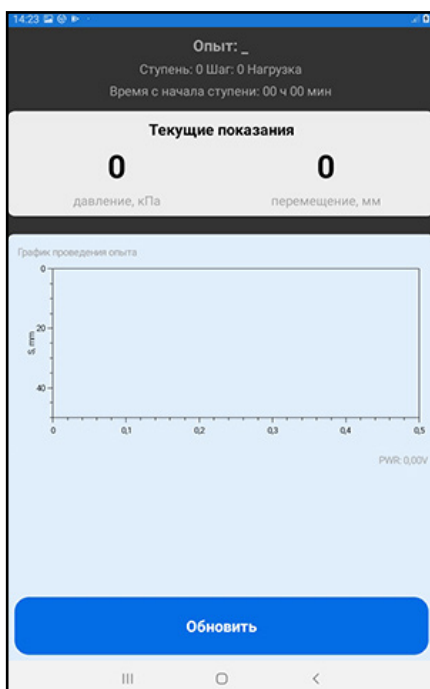 14:23
Опыт: _
Ступень: 0 Шаг: 0 Нагрузка
Время с начала ступени: 00 ч 00 мин
Текущие показания
0 0
давление, кПа перемещение, мм
График проведения опыта
0
20
S, mm
40
0 0,1 0,2 0,3 0,4 0,5
PWR: 0,00V
Обновить